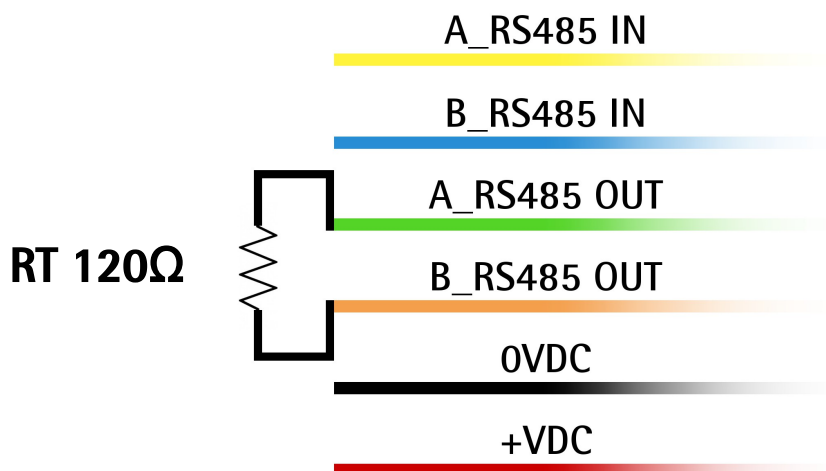 A_RS485 IN
B_RS485 IN
A_RS485 OUT
RT 120Ω
B_RS485 OUT
0VDC
+VDC